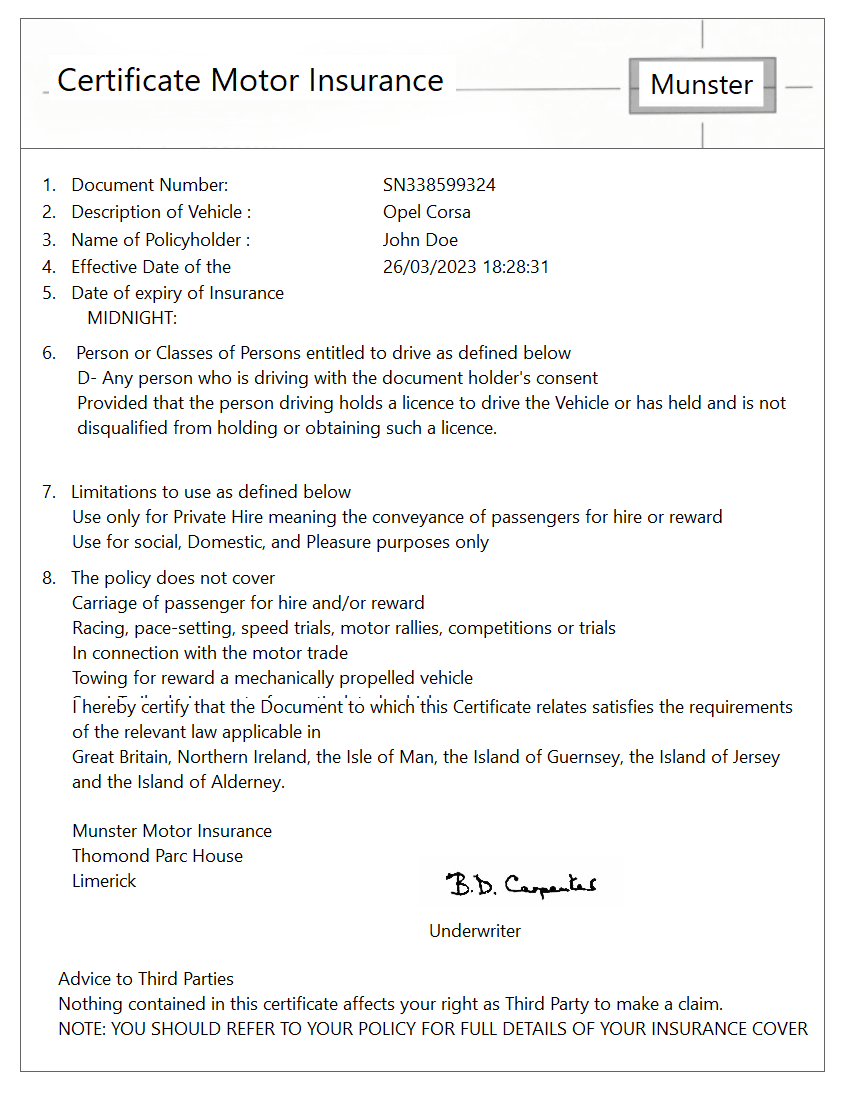 Certificate Motor Insurance
Munster
1. Document Number: SN338599324
2. Description of Vehicle : Opel Corsa
3. Name of Policyholder : John Doe
4. Effective Date of the 26/03/2023 18:28:31
5. Date of expiry of Insurance
MIDNIGHT:
6. Person or Classes of Persons entitled to drive as defined below
D- Any person who is driving with the document holder's consent
Provided that the person driving holds a licence to drive the Vehicle or has held and is not
disqualified from holding or obtaining such a licence.
7. Limitations to use as defined below
Use only for Private Hire meaning the conveyance of passengers for hire or reward
Use for social, Domestic, and Pleasure purposes only
8. The policy does not cover
Carriage of passenger for hire and/or reward
Racing, pace-setting, speed trials, motor rallies, competitions or trials
In connection with the motor trade
Towing for reward a mechanically propelled vehicle
I hereby certify that the Document to which this Certificate relates satisfies the requirements
of the relevant law applicable in
Great Britain, Northern Ireland, the Isle of Man, the Island of Guernsey, the Island of Jersey
and the Island of Alderney.
Munster Motor Insurance
Thomond Parc House
Limerick
B.D. Carpenter
Underwriter
Advice to Third Parties
Nothing contained in this certificate affects your right as Third Party to make a claim.
NOTE: YOU SHOULD REFER TO YOUR POLICY FOR FULL DETAILS OF YOUR INSURANCE COVER